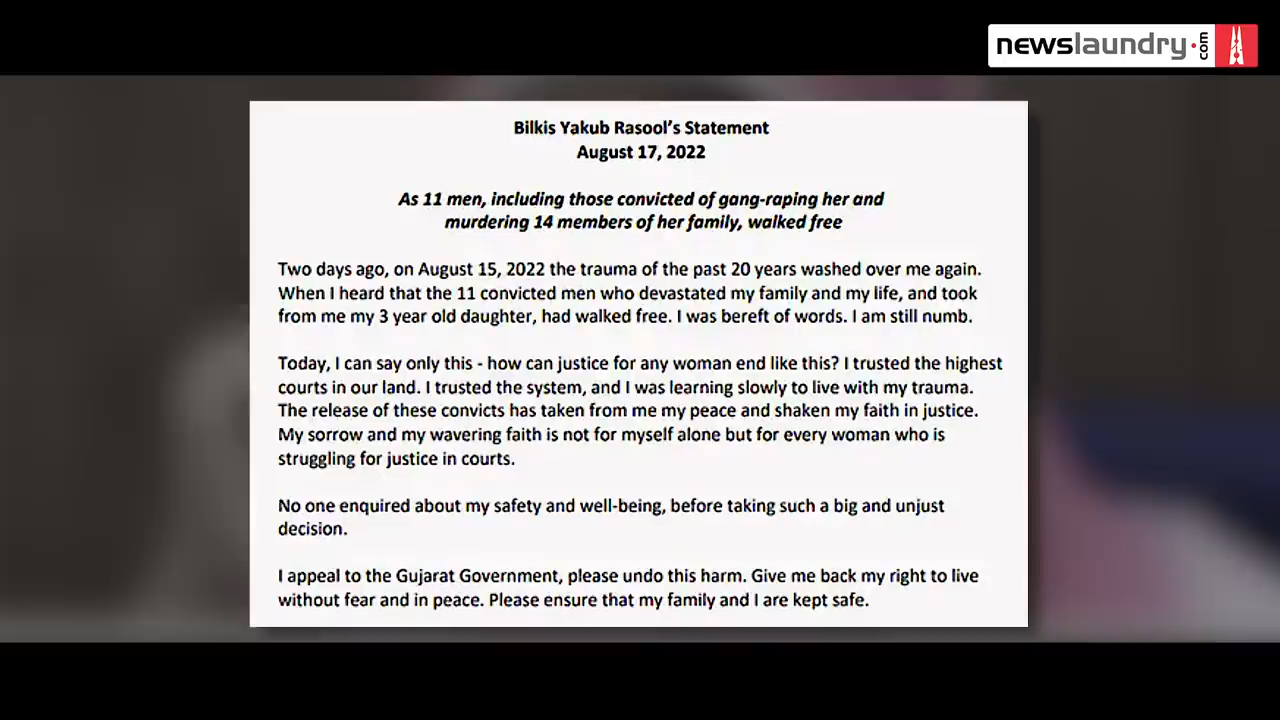 newslaundry.com
Bilkis Yakub Rasool's Statement
August 17, 2022
As 11 men, including those convicted of gang-raping her and
murdering 14 members of her family, walked free
Two days ago, on August 15, 2022 the trauma of the past 20 years washed over me again.
When I heard that the 11 convicted men who devastated my family and my life, and took
from me my 3 year old daughter, had walked free. I was bereft of words. I am still numb.
Today, I can say only this - how can justice for any woman end like this? I trusted the highest
courts in our land. I trusted the system, and I was learning slowly to live with my trauma.
The release of these convicts has taken from me my peace and shaken my faith in justice.
My sorrow and my wavering faith is not for myself alone but for every woman who is
struggling for justice in courts.
No one enquired about my safety and well-being, before taking such a big and unjust
decision.
I appeal to the Gujarat Government, please undo this harm. Give me back my right to live
without fear and in peace. Please ensure that my family and I are kept safe.